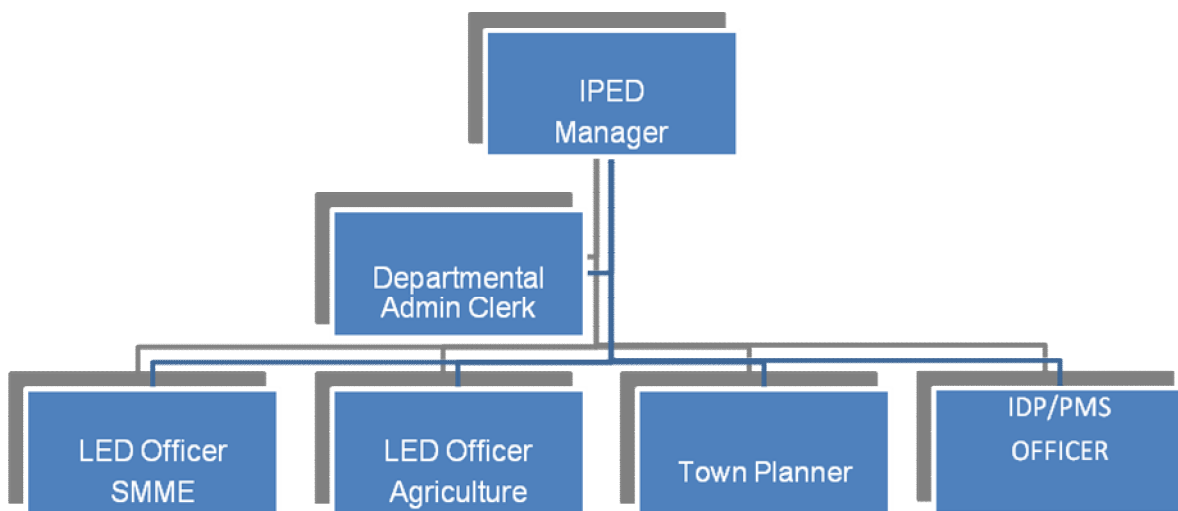 IPED
Manager
Departmental
Admin Clerk
LED Officer
SMME
LED Officer
Agriculture
Town Planner
IDP/PMS
OFFICER